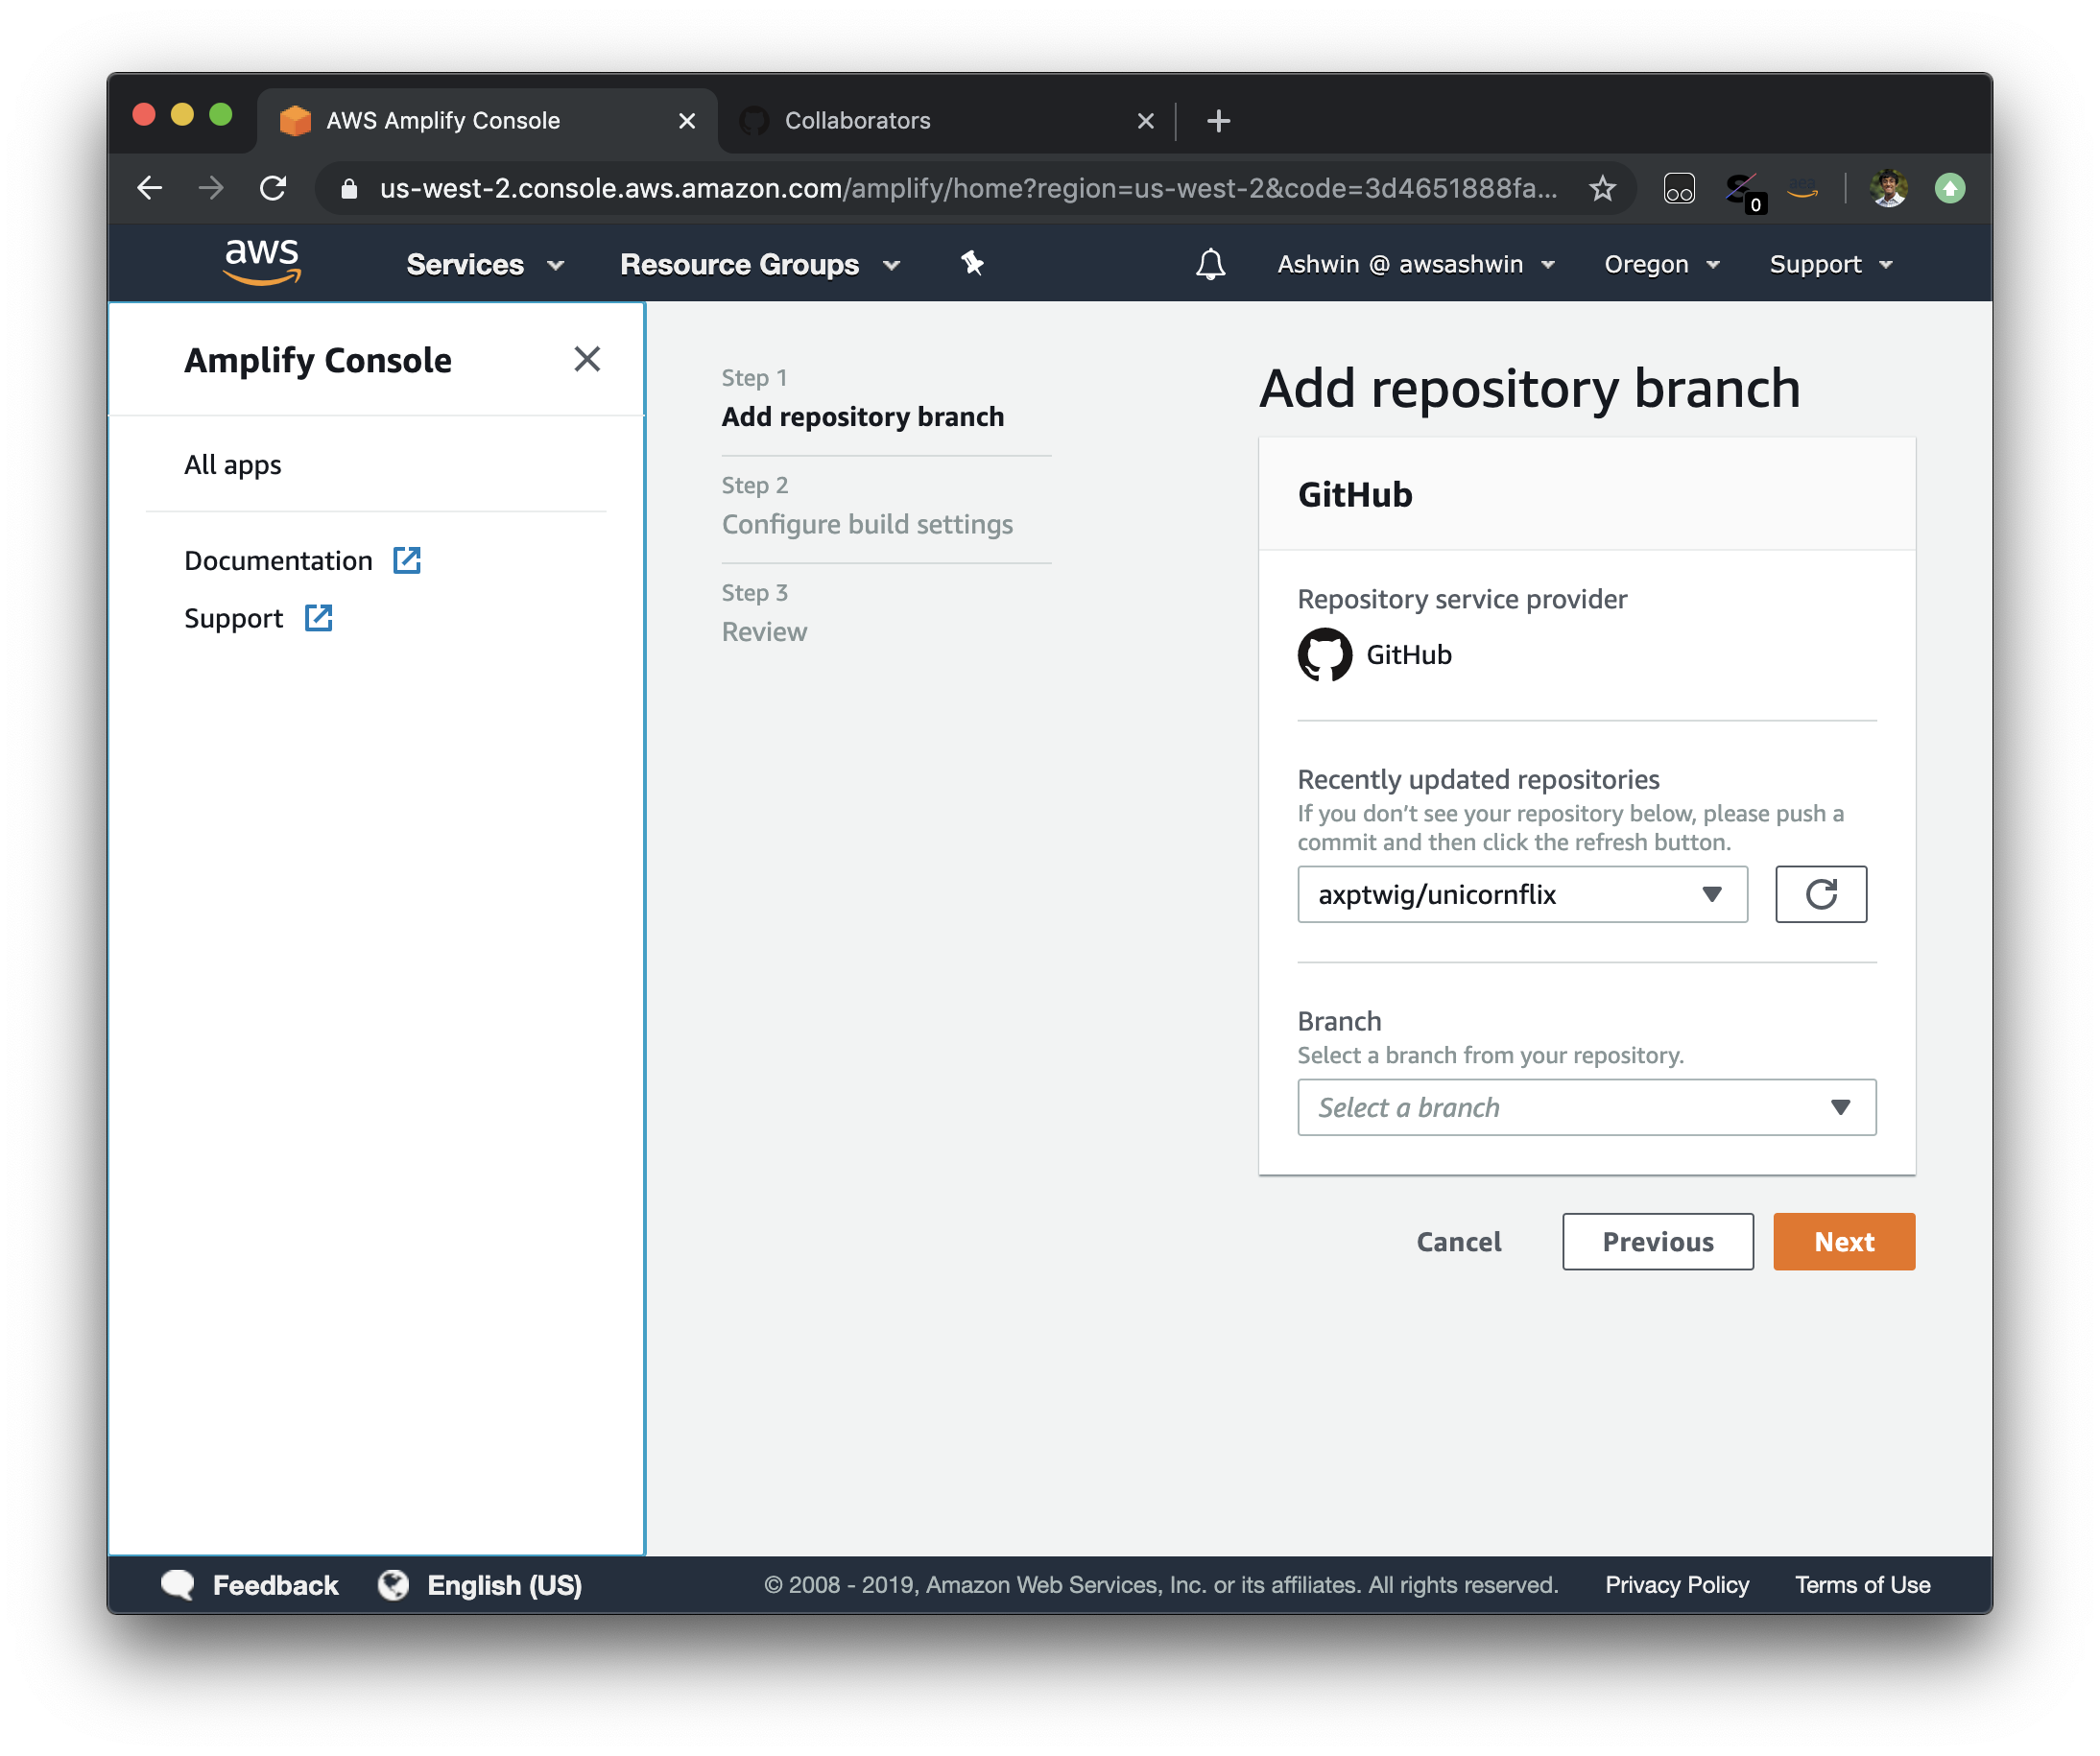 AWS Amplify Console
Collaborators
us-west-2.console.aws.amazon.com/amplify/home?region=us-west-2&code=3d4651888fa...
0
aws
Services
Resource Groups
Ashwin @ awsashwin
Oregon
Support
Amplify Console
All apps
Documentation
Support
Step 1
Add repository branch
Step 2
Configure build settings
Step 3
Review
Add repository branch
GitHub
Repository service provider
GitHub
Recently updated repositories
If you don’t see your repository below, please push a
commit and then click the refresh button.
axptwig/unicornflix
Branch
Select a branch from your repository.
Select a branch
Cancel
Previous
Next
Feedback
English (US)
© 2008 - 2019, Amazon Web Services, Inc. or its affiliates. All rights reserved.
Privacy Policy
Terms of Use